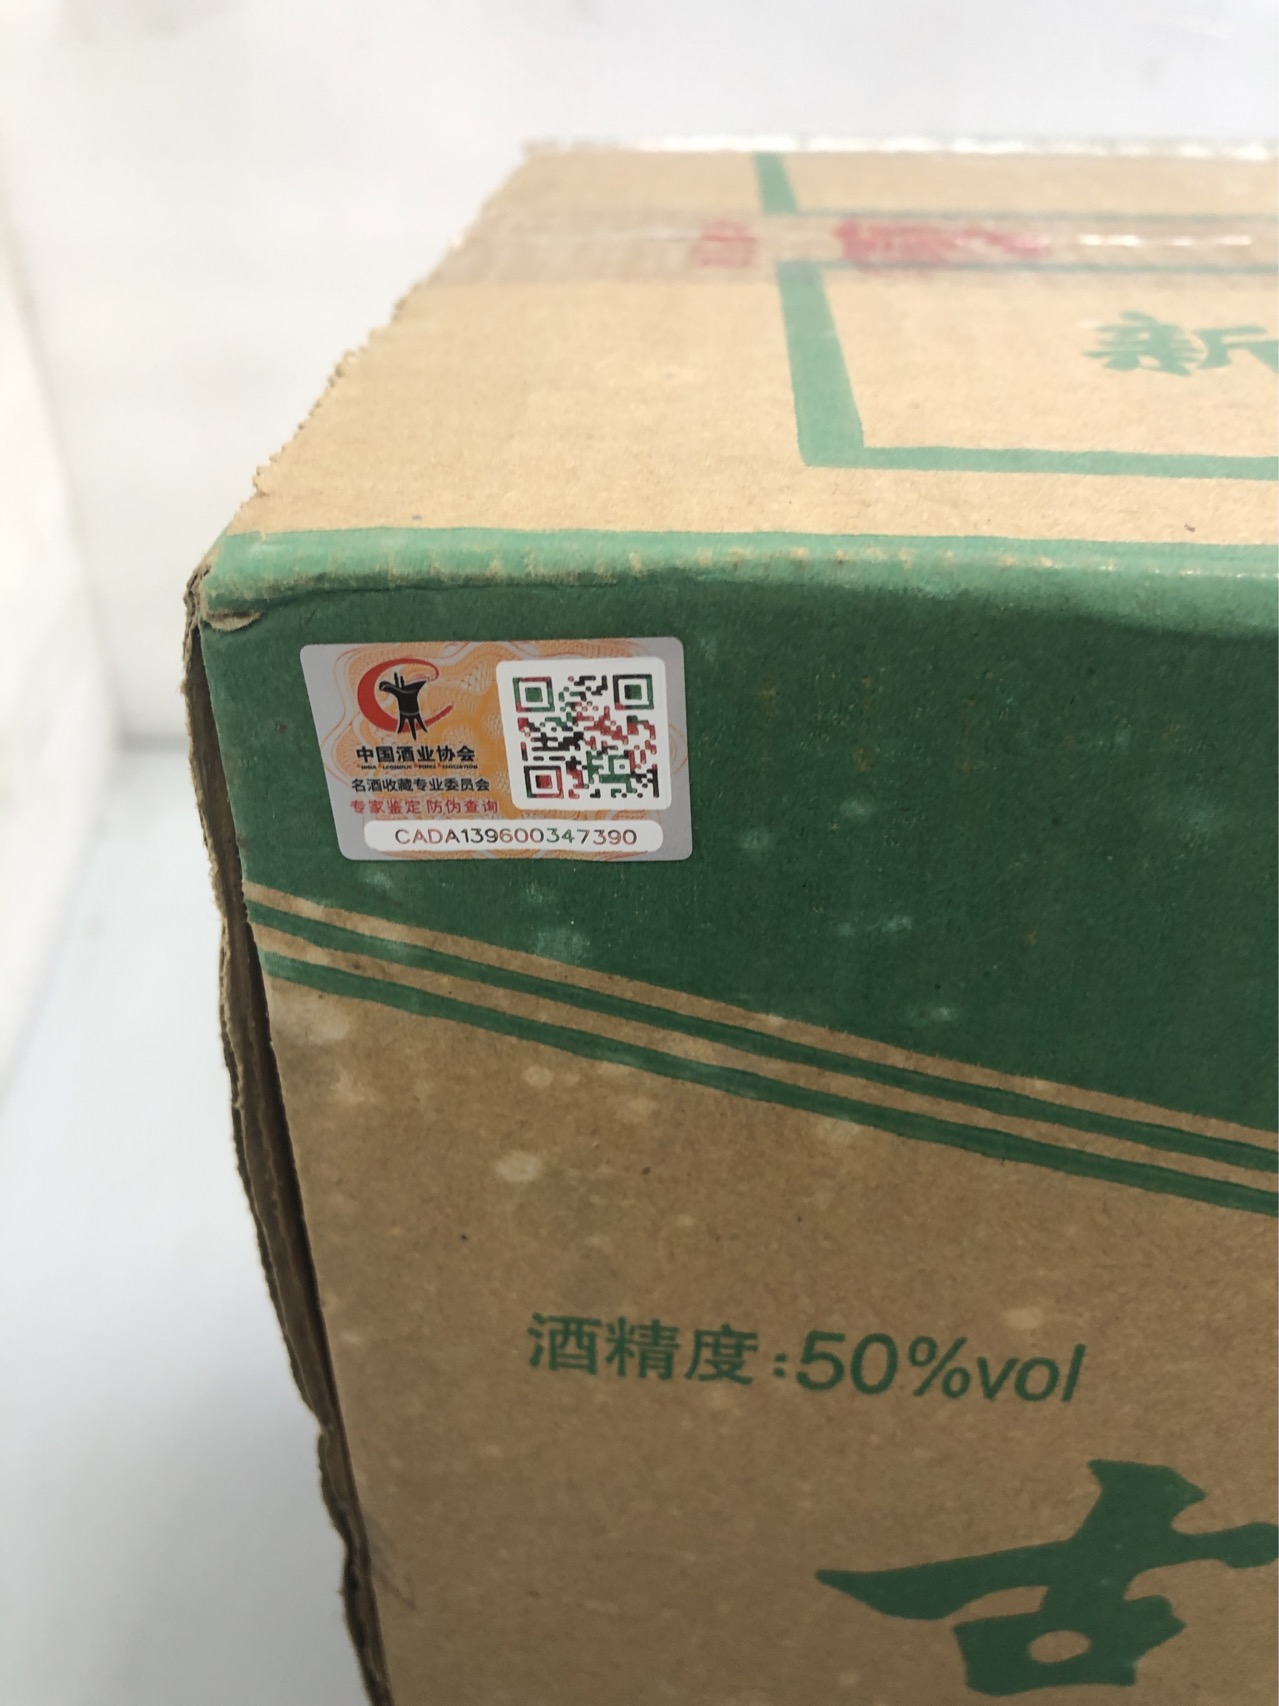 新
中国酒业协会
名酒收藏专业委员会
专家鉴定 防伪查询
CADA139600347390
酒精度:50%vol
古